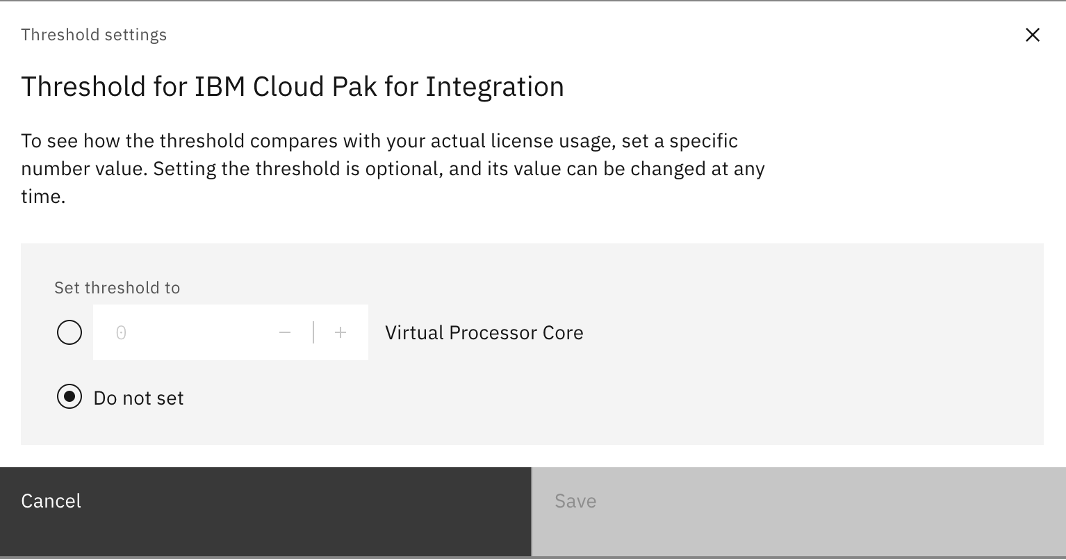 Threshold settings
Threshold for IBM Cloud Pak for Integration
To see how the threshold compares with your actual license usage, set a specific
number value. Setting the threshold is optional, and its value can be changed at any
time.
Set threshold to
0 Virtual Processor Core
Do not set
Cancel Save